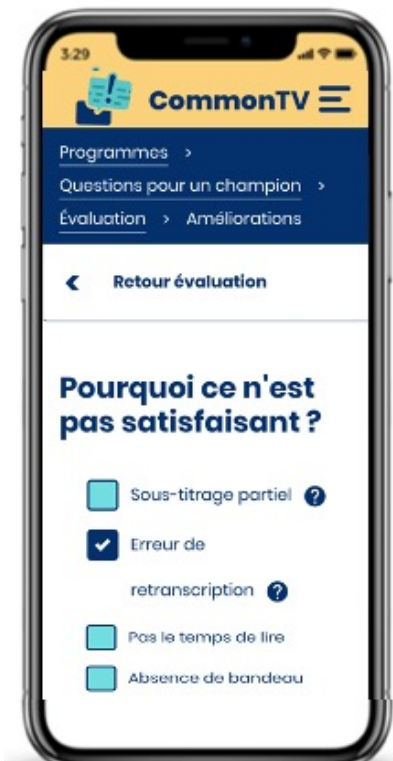 3:29
CommonTV
Programmes >
Questions pour un champion >
Évaluation > Améliorations
Retour évaluation
Pourquoi ce n'est
pas satisfaisant ?
Sous-titrage partiel ?
Erreur de
retranscription ?
Pas le temps de lire
Absence de bandeau